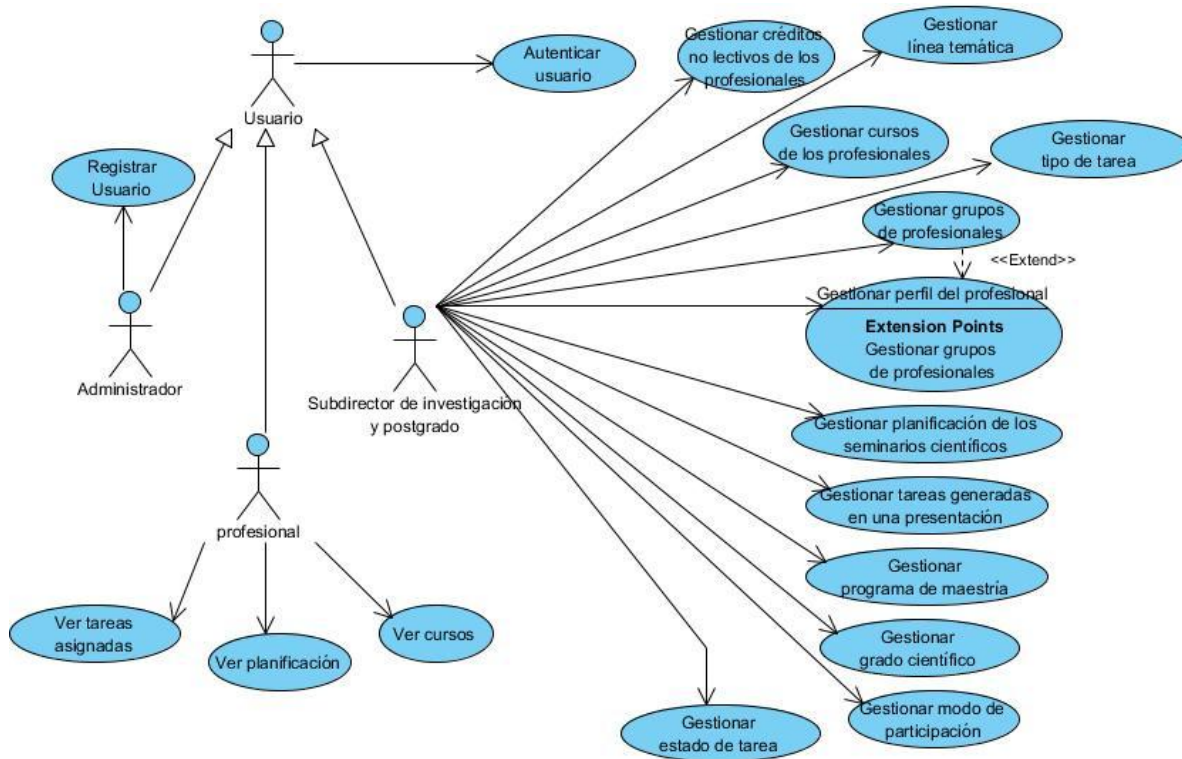 Gestionar créditos
no lectivos de los
profesionales
Gestionar
línea temática
Autenticar
usuario
Usuario
Gestionar cursos
de los profesionales
Gestionar
tipo de tarea
Registrar
Usuario
Gestionar grupos
de profesionales
<<Extend>>
Gestionar perfil del profesional
Extension Points
Gestionar grupos
de profesionales
Administrador
Subdirector de investigación
y postgrado
Gestionar planificación de los
seminarios científicos
Gestionar tareas generadas
en una presentación
profesional
Gestionar
programa de maestría
Ver tareas
asignadas
Ver planificación
Ver cursos
Gestionar
grado científico
Gestionar
estado de tarea
Gestionar modo de
participación